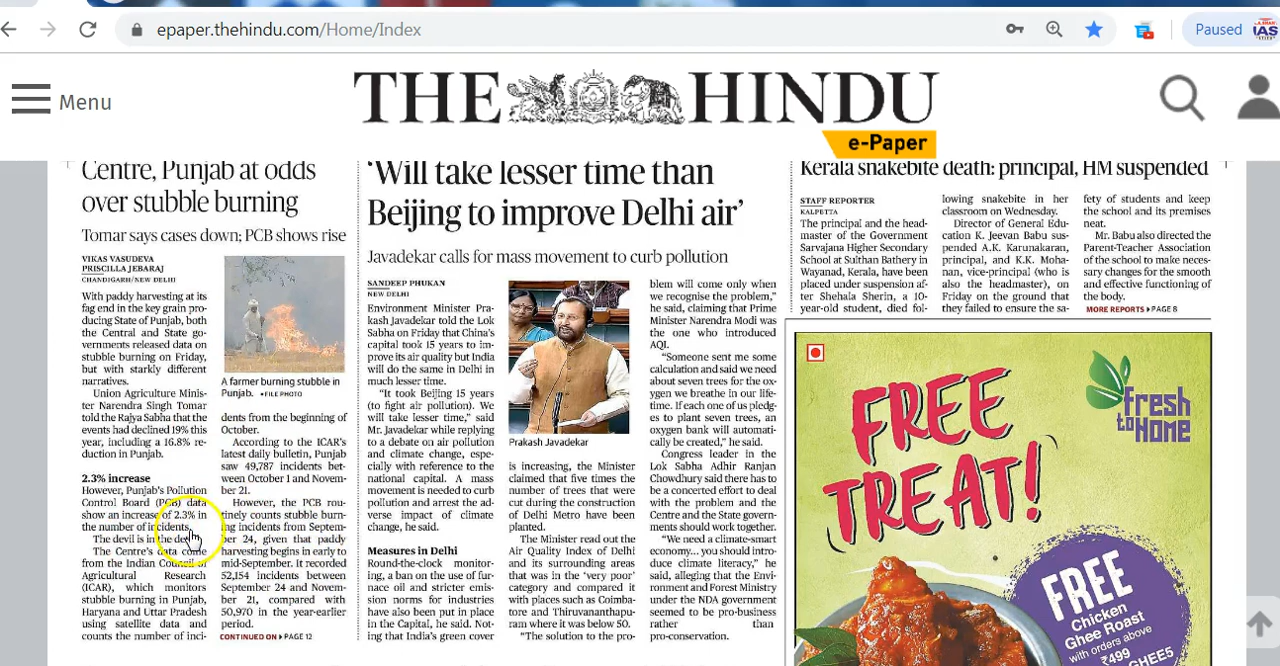 epaper.thehindu.com/Home/Index
Paused
IAS
Menu
THE HINDU
e-Paper
Centre, Punjab at odds
over stubble burning
Tomar says cases down; PCB shows rise
VIKAS VASUDEVA
PRISCILLA JEBARAJ
CHANDIGARH/NEW DELHI
With paddy harvesting at its
fag end in the key grain pro-
ducing State of Punjab, both
the Central and State go-
vernments released data on
stubble burning on Friday,
but with starkly different
narratives.
Union Agriculture Minis-
ter Narendra Singh Tomar
told the Rajya Sabha that the
events had declined 19% this
year, including a 16.8% re-
duction in Punjab.
2.3% increase
However, Punjab's Pollution
Control Board (PCB) data
show an increase of 2.3% in
the number of incidents.
The devil is in the
The Centre's data
from the Indian Council of
Agricultural Research
(ICAR), which monitors
stubble burning in Punjab,
Haryana and Uttar Pradesh
using satellite data and
counts the number of inci-
A farmer burning stubble in
Punjab. •FILE PHOTO
dents from the beginning of
October.
According to the ICAR's
latest daily bulletin, Punjab
saw 49,787 incidents bet-
ween October 1 and Novem-
ber 21.
However, the PCB rou-
tinely counts stubble burn-
ing incidents from Septem-
ber 24, given that paddy
harvesting begins in early to
mid-September. It recorded
52,154 incidents between
September 24 and Novem-
ber 21, compared with
50,970 in the year-earlier
period.
CONTINUED ON PAGE 12
'Will take lesser time than
Beijing to improve Delhi air'
Javadekar calls for mass movement to curb pollution
SANDEEP PHUKAN
NEW DELHI
Environment Minister Pra-
kash Javadekar told the Lok
Sabha on Friday that China's
capital took 15 years to im-
prove its air quality but India
will do the same in Delhi in
much lesser time.
"It took Beijing 15 years
(to fight air pollution). We
will take lesser time," said
Mr. Javadekar while replying
to a debate on air pollution
and climate change, espe-
cially with reference to the
national capital. A mass
movement is needed to curb
pollution and arrest the ad-
verse impact of climate
change, he said.
Measures in Delhi
Round-the-clock monitor-
ing, a ban on the use of fur-
nace oil and stricter emis-
sion norms for industries
have also been put in place
in the Capital, he said. Not-
ing that India's green cover
Prakash Javadekar
is increasing, the Minister
claimed that five times the
number of trees that were
cut during the construction
of Delhi Metro have been
planted.
The Minister read out the
Air Quality Index of Delhi
and its surrounding areas
that was in the 'very poor'
category and compared it
with places such as Coimba-
tore and Thiruvananthapu-
ram where it was below 50.
"The solution to the pro-
blem will come only when
we recognise the problem,"
he said, claiming that Prime
Minister Narendra Modi was
the one who introduced
AQI.
"Someone sent me some
calculation and said we need
about seven trees for the ox-
ygen we breathe in our life-
time. If each one of us pledg-
es to plant seven trees, an
oxygen bank will automati-
cally be created," he said.
Congress leader in the
Lok Sabha Adhir Ranjan
Chowdhury said there has to
be a concerted effort to deal
with the problem and the
Centre and the State govern-
ments should work together.
"We need a climate-smart
economy... you should intro-
duce climate literacy," he
said, alleging that the Envi-
ronment and Forest Ministry
under the NDA government
seemed to be pro-business
rather than
pro-conservation.
Kerala snakebite death: principal, HM suspended
STAFF REPORTER
KALPETTA
The principal and the head-
master of the Government
Sarvajana Higher Secondary
School at Sulthan Bathery in
Wayanad, Kerala, have been
placed under suspension af-
ter Shehala Sherin, a 10-
year-old student, died fol-
lowing snakebite in her
classroom on Wednesday.
Director of General Edu-
cation K. Jeevan Babu sus-
pended A.K. Karunakaran,
principal, and K.K. Moha-
nan, vice-principal (who is
also the headmaster), on
Friday on the ground that
they failed to ensure the sa-
fety of students and keep
the school and its premises
neat.
Mr. Babu also directed the
Parent-Teacher Association
of the school to make neces-
sary changes for the smooth
and effective functioning of
the body.
MORE REPORTS PAGE 8
FREE
TREAT!
fresh
to HOME
FREE
Chicken
Ghee Roast
with orders above
₹499
GHEE5